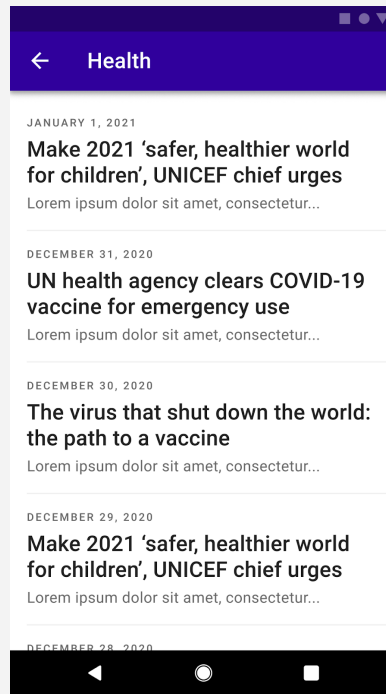 Health
JANUARY 1, 2021
Make 2021 ‘safer, healthier world
for children’, UNICEF chief urges
Lorem ipsum dolor sit amet, consectetur...
DECEMBER 31, 2020
UN health agency clears COVID-19
vaccine for emergency use
Lorem ipsum dolor sit amet, consectetur...
DECEMBER 30, 2020
The virus that shut down the world:
the path to a vaccine
Lorem ipsum dolor sit amet, consectetur...
DECEMBER 29, 2020
Make 2021 ‘safer, healthier world
for children’, UNICEF chief urges
Lorem ipsum dolor sit amet, consectetur...
DECEMBER 28, 2020